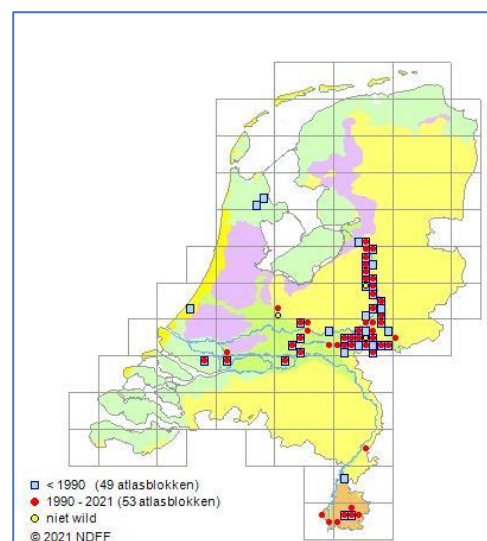 < 1990 (49 atlasblokken)
1990 - 2021 (53 atlasblokken)
niet wild
© 2021 NDFF